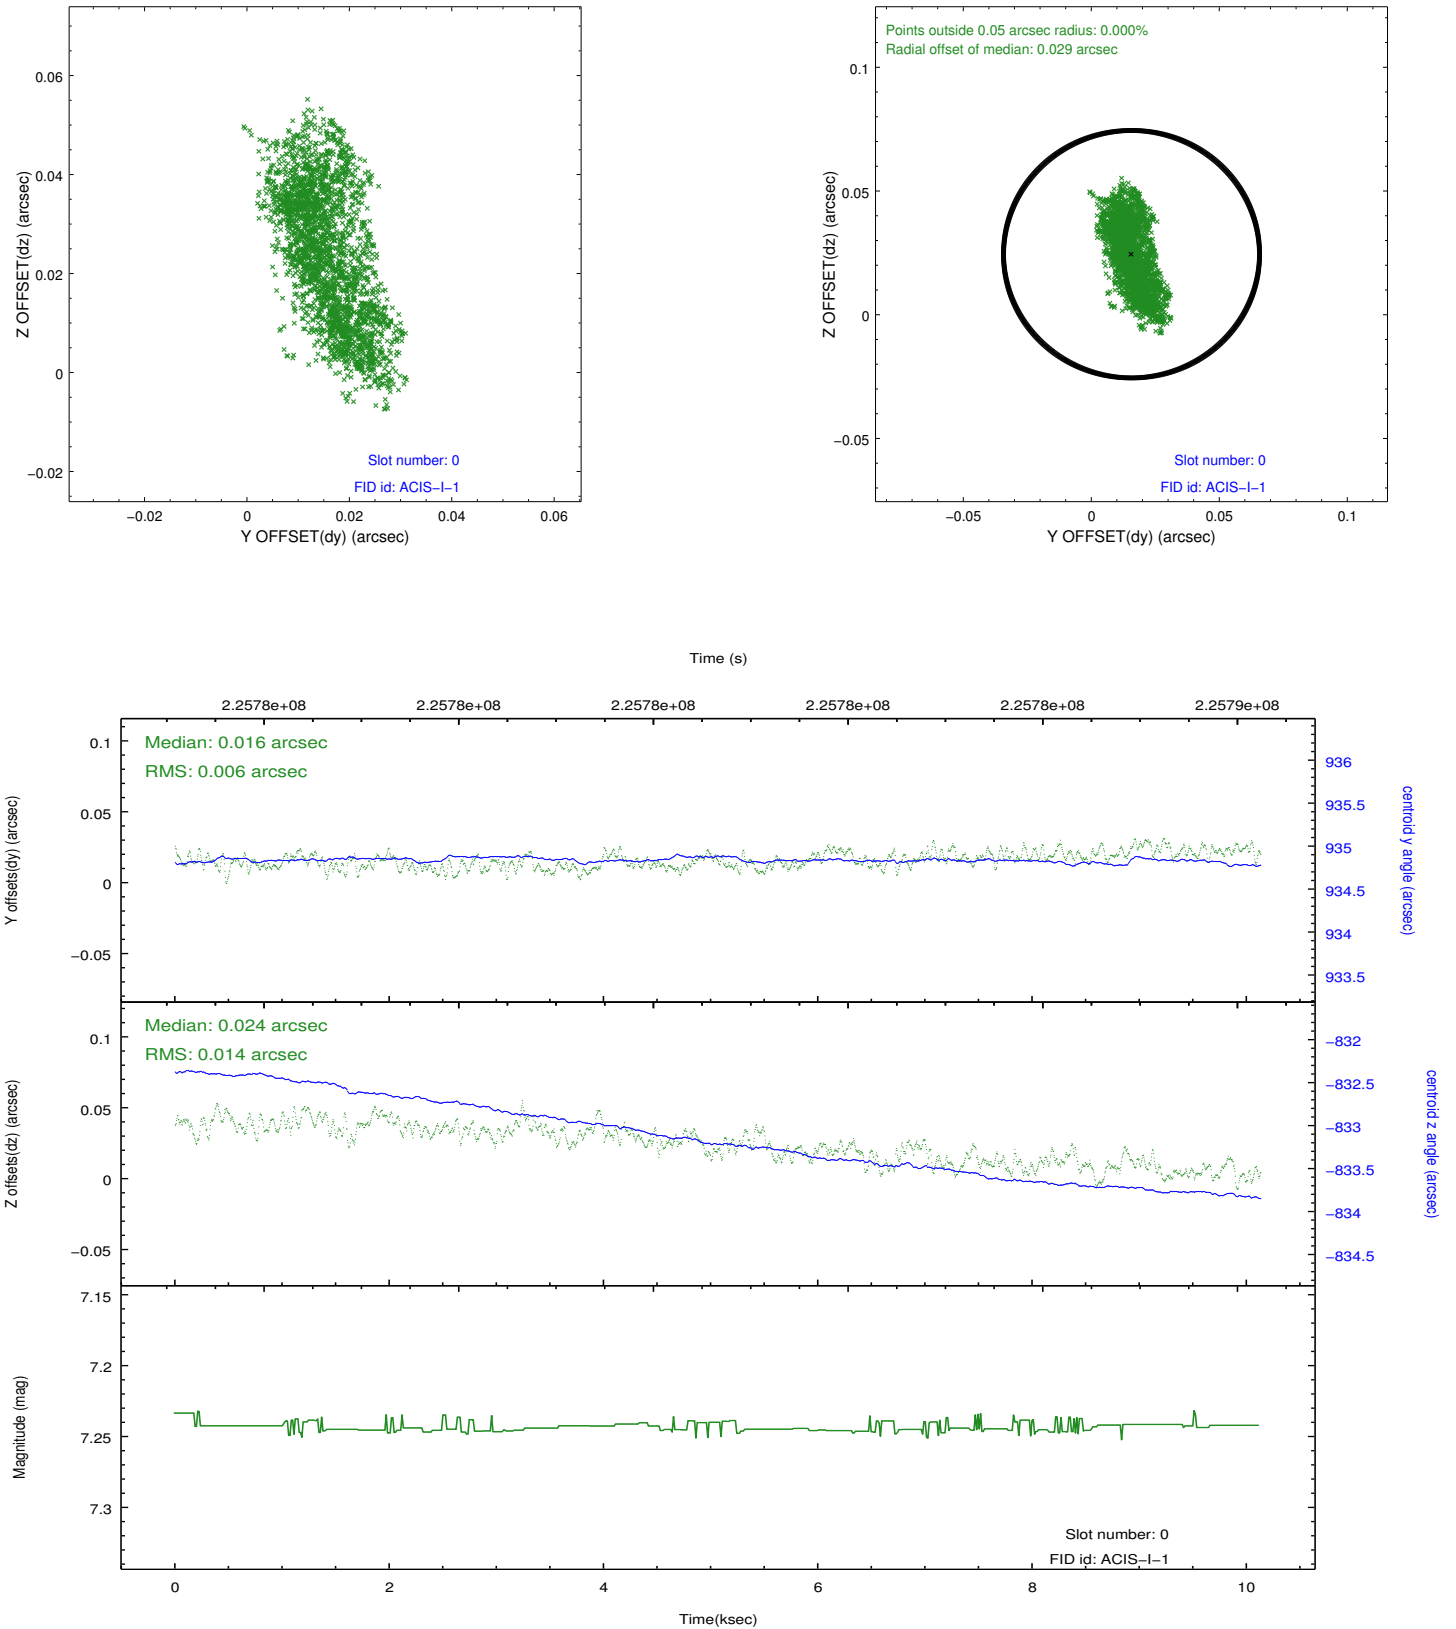 0.06
0.04
0.02
0
−0.02
−0.02
0
0.02
0.04
0.06
Z OFFSET(dz) (arcsec)
Y OFFSET(dy) (arcsec)
Slot number: 0
FID id: ACIS−I−1
Points outside 0.05 arcsec radius: 0.000%
Radial offset of median: 0.029 arcsec
0.1
0.05
0
−0.05
−0.05
0
0.05
0.1
Z OFFSET(dz) (arcsec)
Y OFFSET(dy) (arcsec)
Slot number: 0
FID id: ACIS−I−1
Time (s)
2.2578e+08
2.2578e+08
2.2578e+08
2.2578e+08
2.2578e+08
2.2579e+08
Median: 0.016 arcsec
RMS: 0.006 arcsec
0.1
0.05
0
−0.05
Y offsets(dy) (arcsec)
936
935.5
935
934.5
934
933.5
centroid y angle (arcsec)
Median: 0.024 arcsec
RMS: 0.014 arcsec
0.1
0.05
0
−0.05
Z offsets(dz) (arcsec)
−832
−832.5
−833
−833.5
−834
−834.5
centroid z angle (arcsec)
7.15
7.2
7.25
7.3
Magnitude (mag)
Slot number: 0
FID id: ACIS−I−1
0
2
4
6
8
10
Time(ksec)